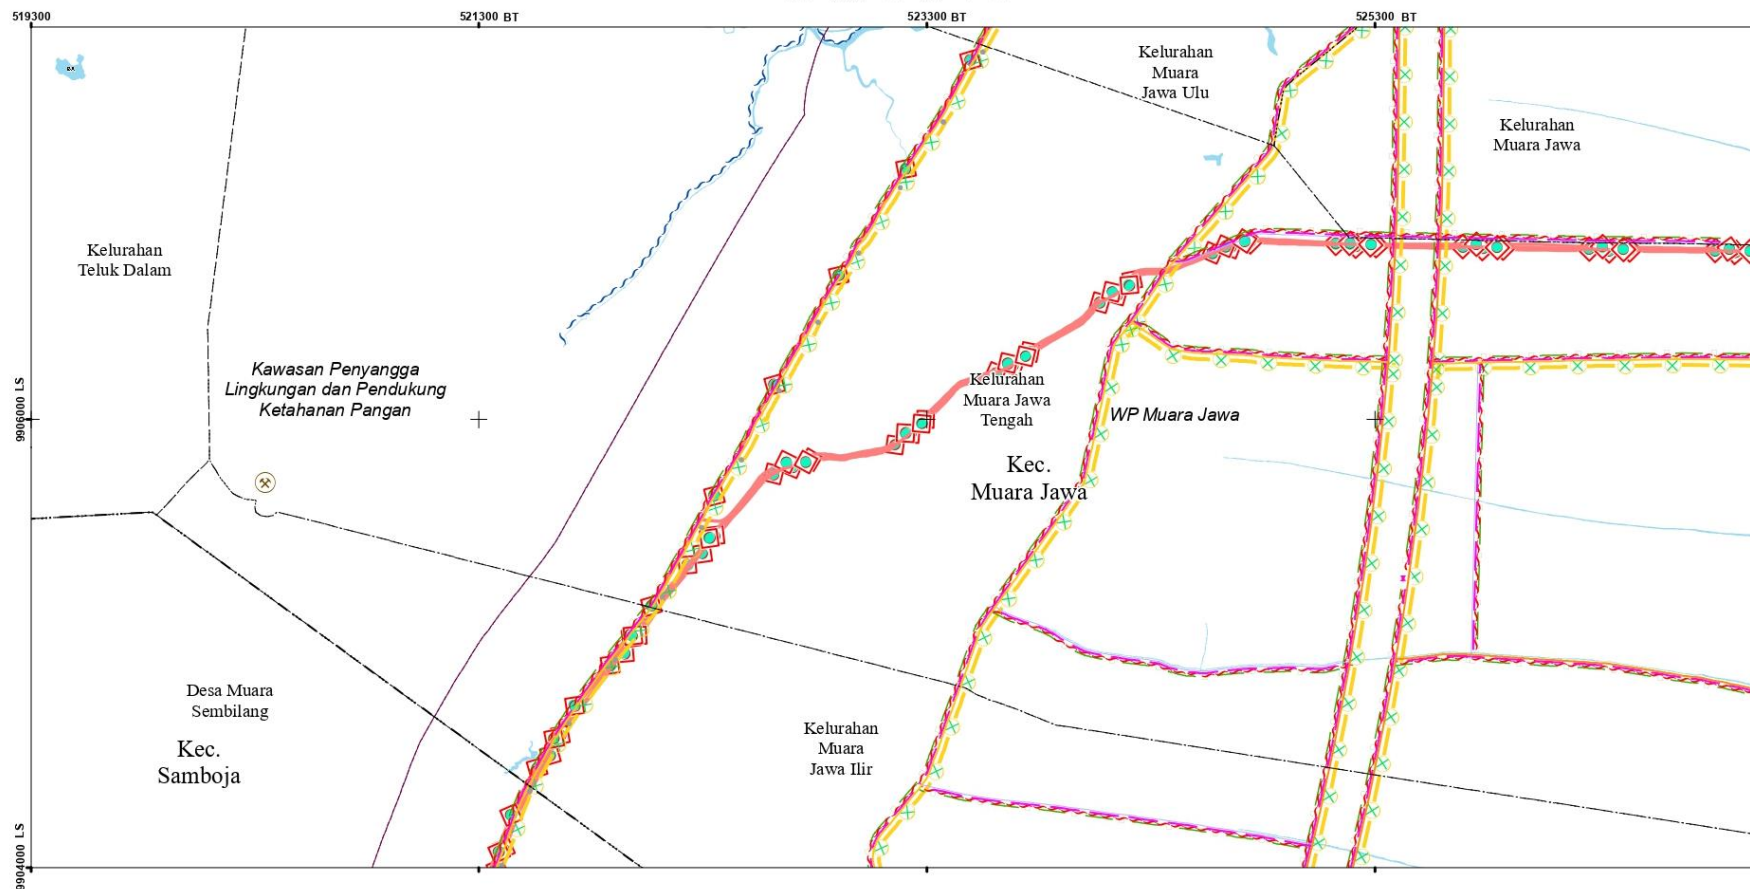 519300
521300 BT
523300 BT
525300 BT
Kelurahan
Muara
Jawa Ulu
Kelurahan
Muara Jawa
Kelurahan
Teluk Dalam
Kawasan Penyangga
Lingkungan dan Pendukung
Ketahanan Pangan
Kelurahan
Muara Jawa
Tengah
WP Muara Jawa
Kec.
Muara Jawa
9906000 LS
Desa Muara
Sembilang
Kec.
Samboja
Kelurahan
Muara
Jawa Ilir
9904000 LS